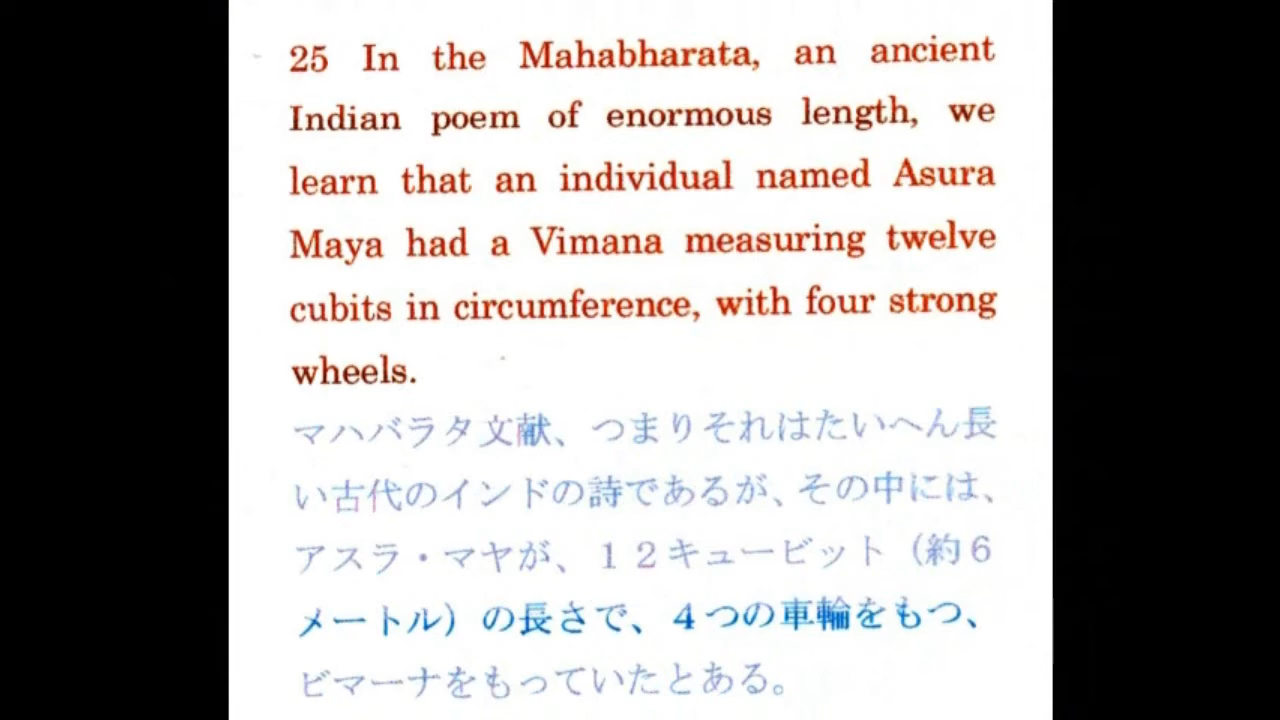 25 In the Mahabharata, an ancient
Indian poem of enormous length, we
learn that an individual named Asura
Maya had a Vimana measuring twelve
cubits in circumference, with four strong
wheels.
マハバラタ文献、つまりそれはたいへん長
い古代のインドの詩であるが、その中には、
アスラ・マヤが、１２キュービット（約６
メートル）の長さで、４つの車輪をもつ、
ビマーナをもっていたとある。